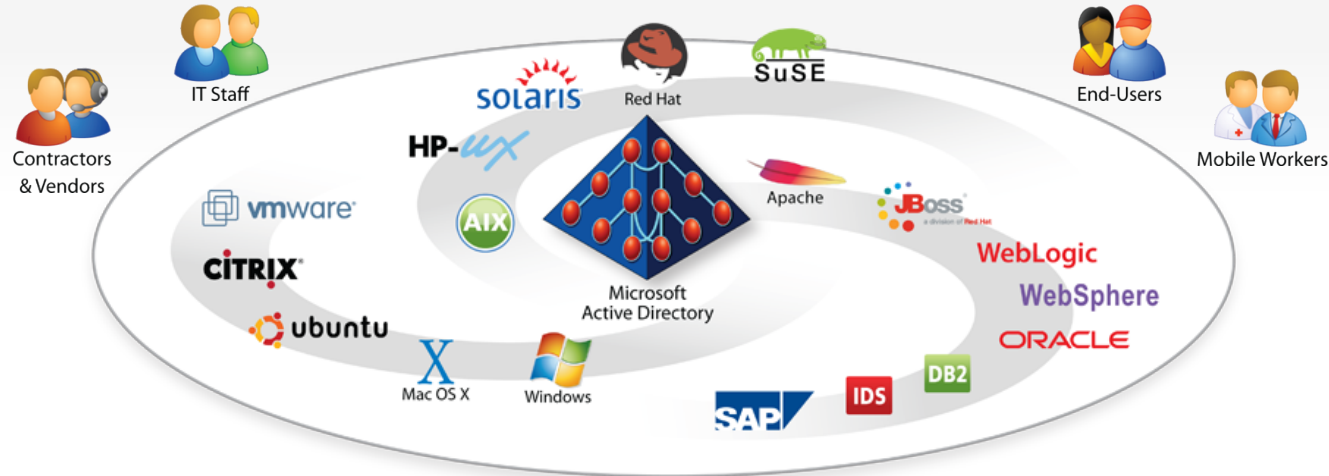 IT Staff
Contractors
& Vendors
End-Users
Mobile Workers
solaris
Red Hat
SuSE
HP-UX
AIX
vmware®
CITRIX®
ubuntu
Mac OS X
Windows
Microsoft
Active Directory
Apache
JBoss®
a division of Red Hat
WebLogic
WebSphere
ORACLE
DB2
IDS
SAP